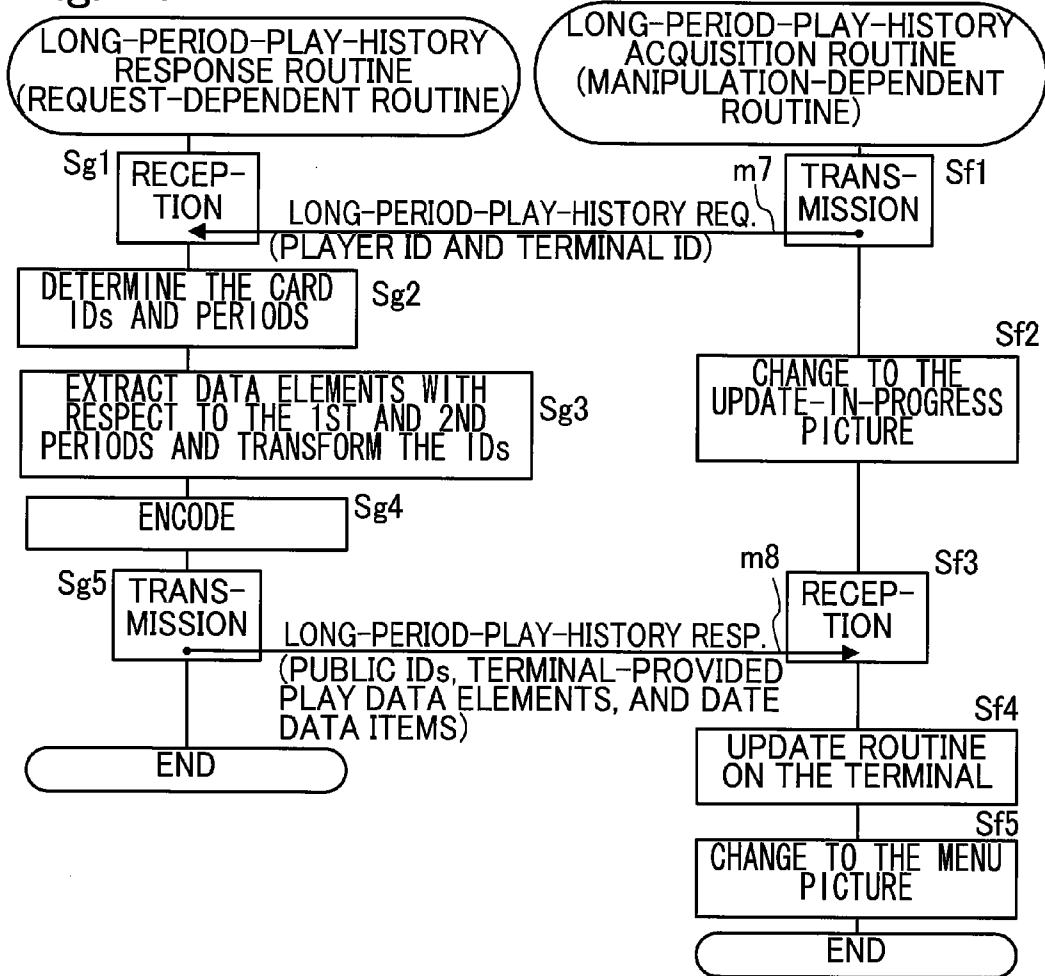 LONG-PERIOD-PLAY-HISTORY
RESPONSE ROUTINE
(REQUEST-DEPENDENT ROUTINE)
LONG-PERIOD-PLAY-HISTORY
ACQUISITION ROUTINE
(MANIPULATION-DEPENDENT
ROUTINE)
Sg1
RECEP-
TION
m7
TRANS-
MISSION
Sf1
LONG-PERIOD-PLAY-HISTORY REQ.
(PLAYER ID AND TERMINAL ID)
DETERMINE THE CARD
IDs AND PERIODS
Sg2
Sf2
CHANGE TO THE
UPDATE-IN-PROGRESS
PICTURE
EXTRACT DATA ELEMENTS WITH
RESPECT TO THE 1ST AND 2ND
PERIODS AND TRANSFORM THE IDs
Sg3
ENCODE
Sg4
Sg5
TRANS-
MISSION
m8
Sf3
RECEP-
TION
LONG-PERIOD-PLAY-HISTORY RESP.
(PUBLIC IDs, TERMINAL-PROVIDED
PLAY DATA ELEMENTS, AND DATE
DATA ITEMS)
END
Sf4
UPDATE ROUTINE
ON THE TERMINAL
Sf5
CHANGE TO THE MENU
PICTURE
END